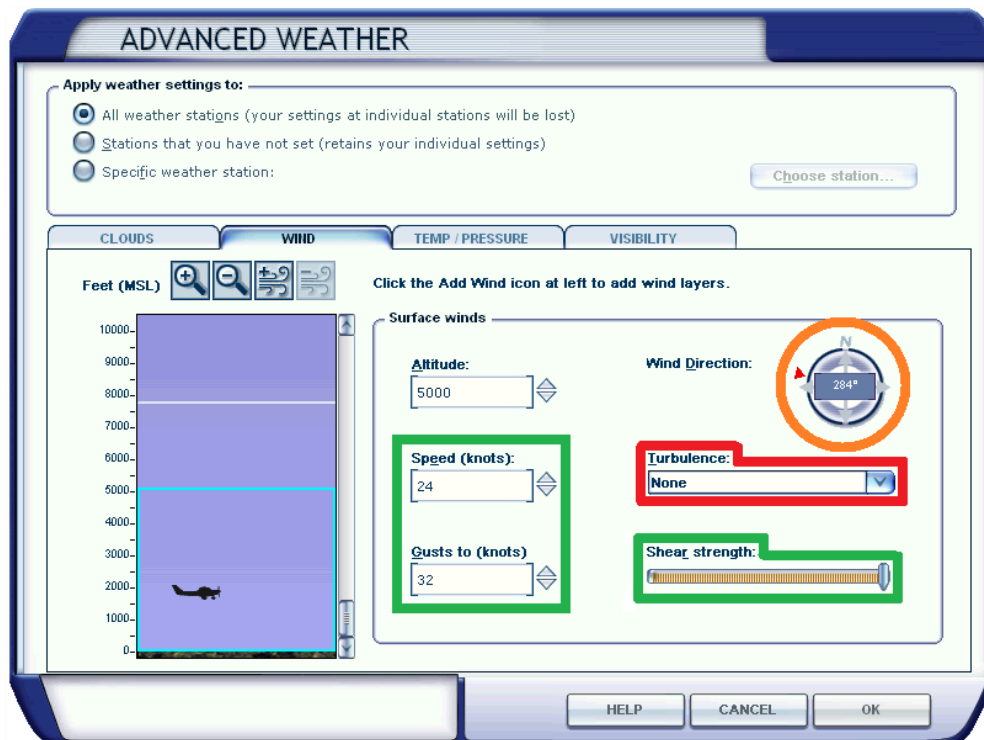 ADVANCED WEATHER
Apply weather settings to:
All weather stations (your settings at individual stations will be lost)
Stations that you have not set (retains your individual settings)
Specific weather station:
Choose station...
CLOUDS
WIND
TEMP / PRESSURE
VISIBILITY
Feet (MSL)
Click the Add Wind icon at left to add wind layers.
10000
9000
8000
7000
6000
5000
4000
3000
2000
1000
0
Surface winds
Altitude:
5000
Wind Direction:
N
284°
Speed (knots):
24
Turbulence:
None
Gusts to (knots)
32
Shear strength:
HELP
CANCEL
OK